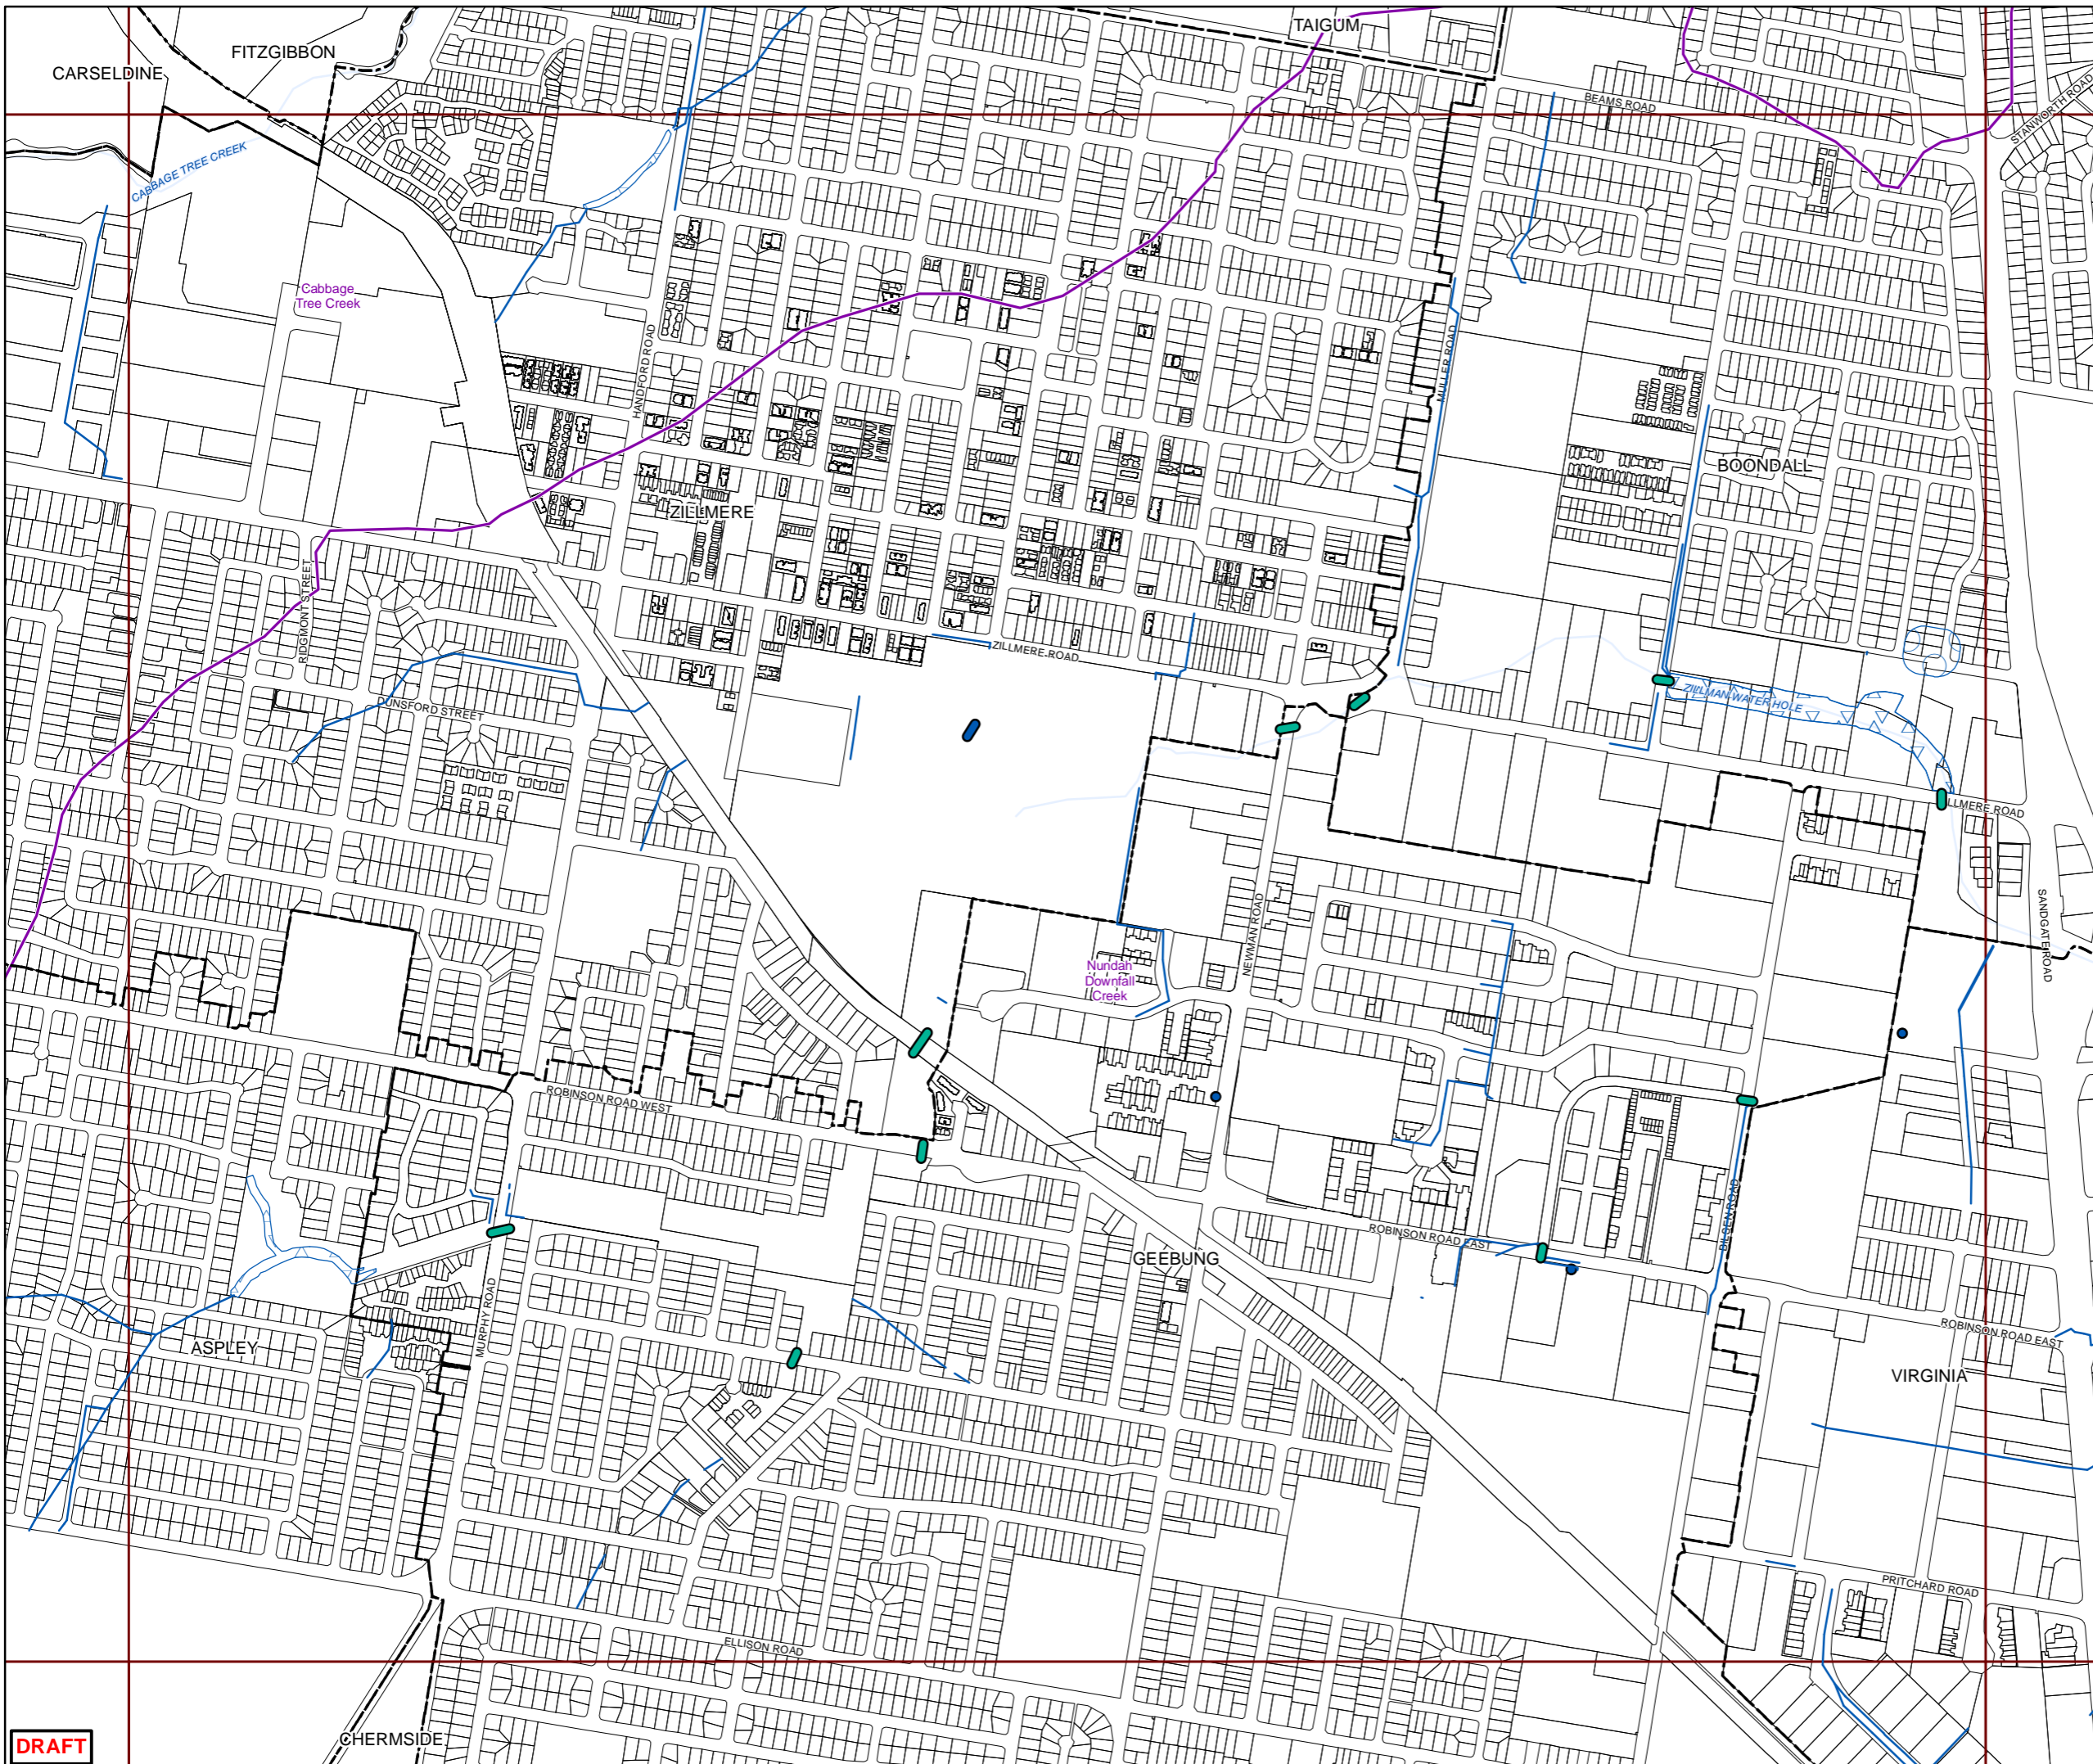 TAIGUM
FITZGIBBON
CARSELDINE
BEAMS ROAD
STANWORTH ROAD
CABBAGE TREE CREEK
Cabbage
Tree Creek
HANDFORD ROAD
MULLER ROAD
BOONDALL
ZILLMERE
RIDGMONT STREET
ZILLMERE ROAD
ZILLMAN WATER HOLE
DUNSFORD STREET
LLMERE ROAD
SANDGATE ROAD
NEWMAN ROAD
Nundah
Downfall
Creek
ROBINSON ROAD WEST
BILSEN ROAD
ROBINSON ROAD EAST
GEEBUNG
MURPHY ROAD
ROBINSON ROAD EAST
ASPLEY
VIRGINIA
PRITCHARD ROAD
ELLISON ROAD
CHERMSIDE
DRAFT